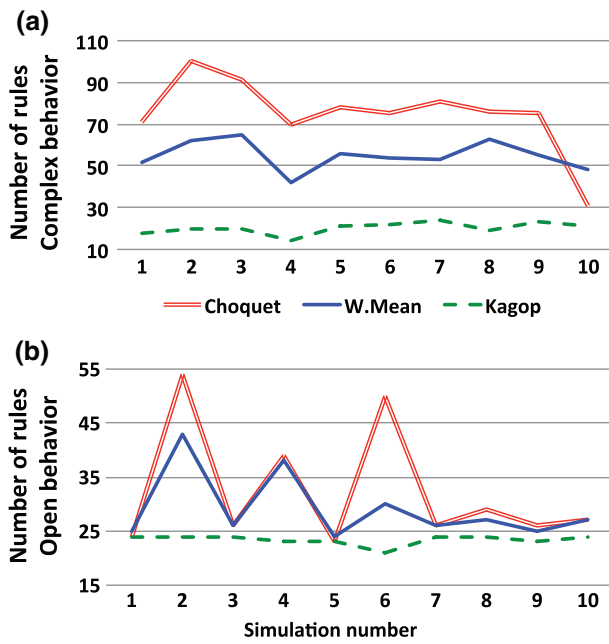 (a)
Number of rules
Complex behavior
110
90
70
50
30
10
1 2 3 4 5 6 7 8 9 10
Choquet W.Mean Kagop
(b)
Number of rules
Open behavior
55
45
35
25
15
1 2 3 4 5 6 7 8 9 10
Simulation number